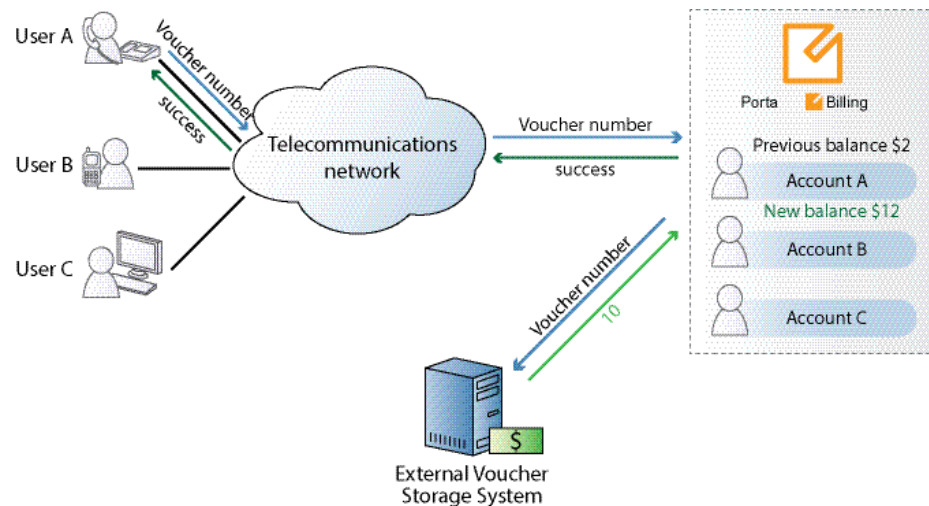 User A
Voucher number
success
User B
User C
Telecommunications
network
Voucher number
success
Porta Billing
Previous balance $2
Account A
New balance $12
Account B
Account C
Voucher number
10
$
External Voucher
Storage System